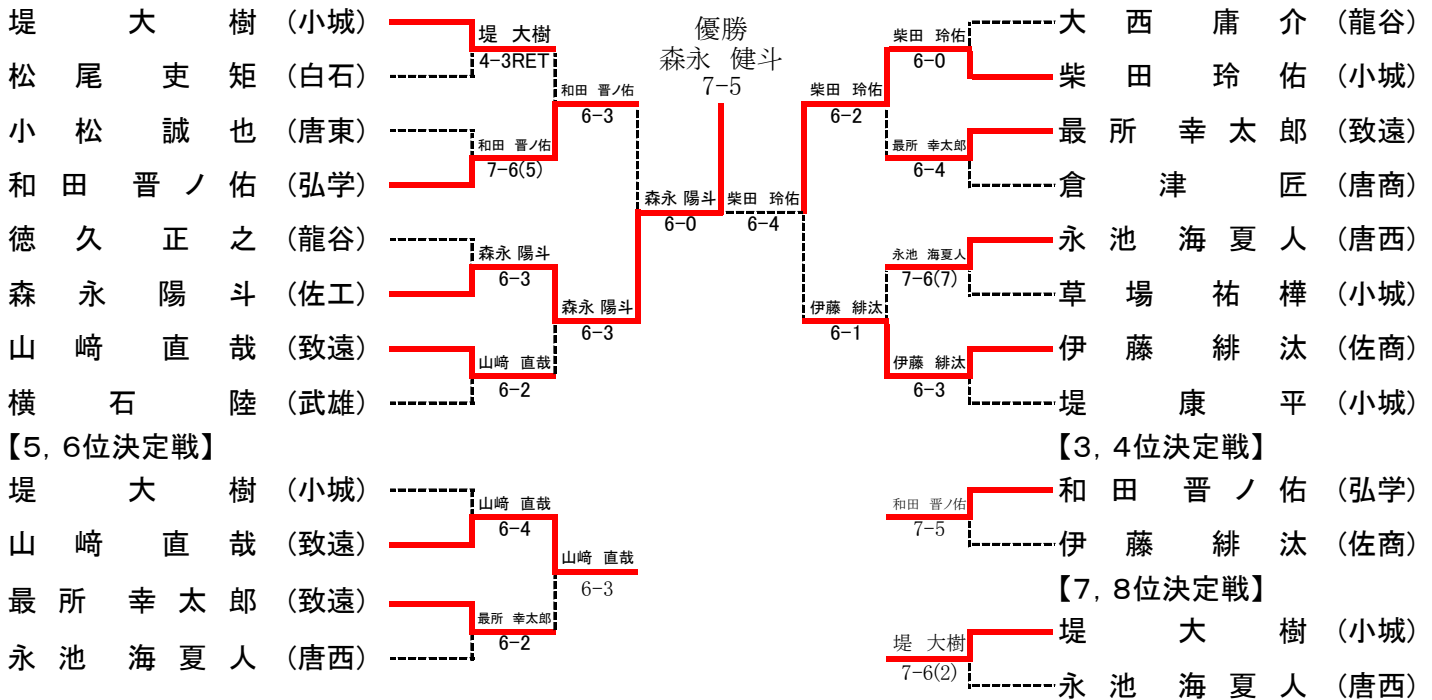 堤 大 樹 （小城）
松 尾 吏 矩 （白石）
小 松 誠 也 （唐東）
和 田 晋 ノ 佑 （弘学）
徳 久 正 之 （龍谷）
森 永 陽 斗 （佐工）
山 﨑 直 哉 （致遠）
横 石 陸 （武雄）
堤 大樹
4-3RET
和田 晋ノ佑
7-6(5)
森永 陽斗
6-3
山﨑 直哉
6-2
和田 晋ノ佑
6-3
森永 陽斗
6-3
森永 陽斗
6-0
優勝
森永 健斗
7-5
柴田 玲佑
6-4
柴田 玲佑
6-2
伊藤 緋汰
6-1
柴田 玲佑
6-0
最所 幸太郎
6-4
永池 海夏人
7-6(7)
伊藤 緋汰
6-3
大 西 庸 介 （龍谷）
柴 田 玲 佑 （小城）
最 所 幸 太 郎 （致遠）
倉 津 匠 （唐商）
永 池 海 夏 人 （唐西）
草 場 祐 樺 （小城）
伊 藤 緋 汰 （佐商）
堤 康 平 （小城）
【5，6位決定戦】
堤 大 樹 （小城）
山 﨑 直 哉 （致遠）
最 所 幸 太 郎 （致遠）
永 池 海 夏 人 （唐西）
山﨑 直哉
6-4
最所 幸太郎
6-2
山﨑 直哉
6-3
【3，4位決定戦】
和 田 晋 ノ 佑 （弘学）
伊 藤 緋 汰 （佐商）
和田 晋ノ佑
7-5
【7，8位決定戦】
堤 大 樹 （小城）
永 池 海 夏 人 （唐西）
堤 大樹
7-6(2)